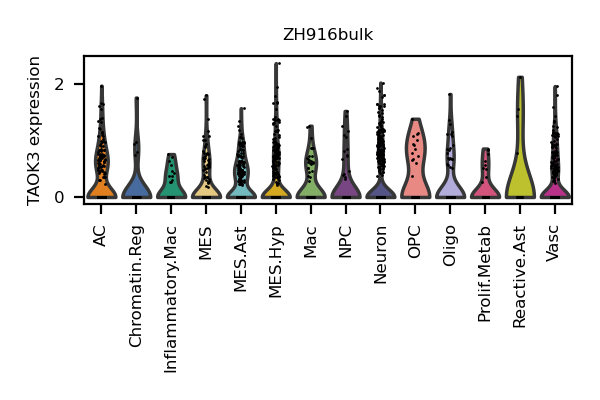 ZH916bulk
TAOK3 expression
2
0
AC
Chromatin.Reg
Inflammatory.Mac
MES
MES.Ast
MES.Hyp
Mac
NPC
Neuron
OPC
Oligo
Prolif.Metab
Reactive.Ast
Vasc